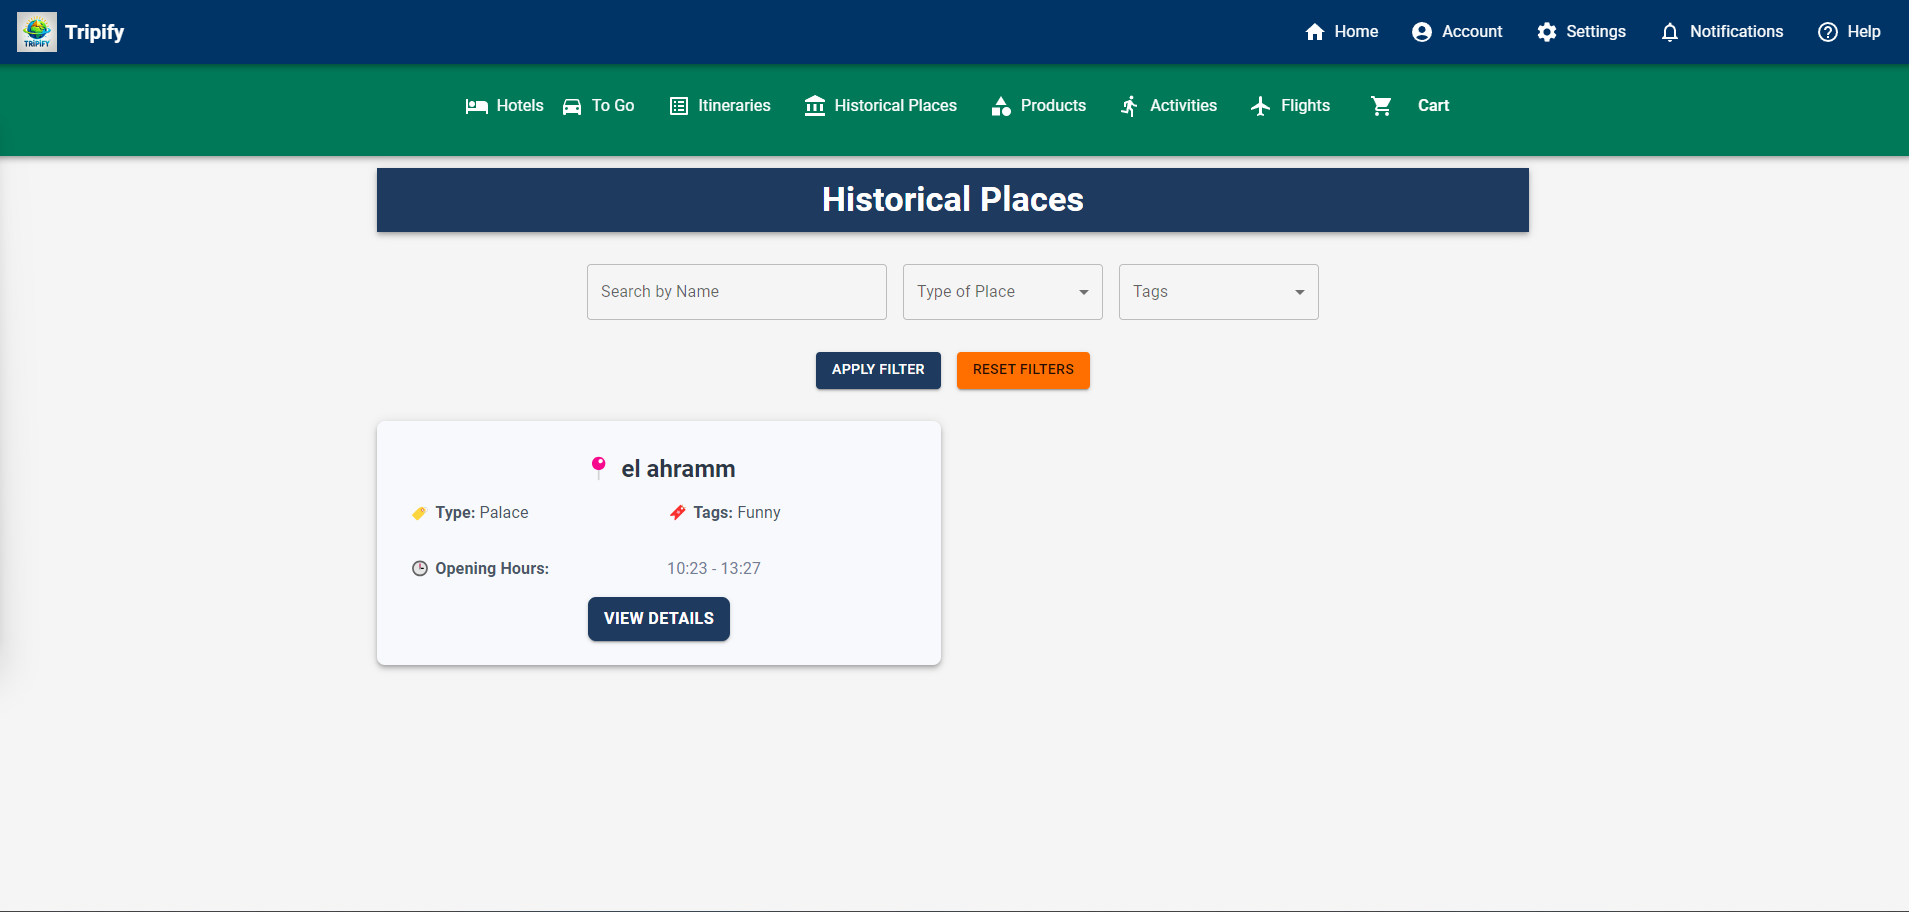 TRIPIFY
Tripify
Home
Account
Settings
Notifications
Help
Hotels
To Go
Itineraries
Historical Places
Products
Activities
Flights
Cart
Historical Places
Search by Name
Type of Place
Tags
APPLY FILTER
RESET FILTERS
el ahramm
Type: Palace
Tags: Funny
Opening Hours:
10:23 - 13:27
VIEW DETAILS